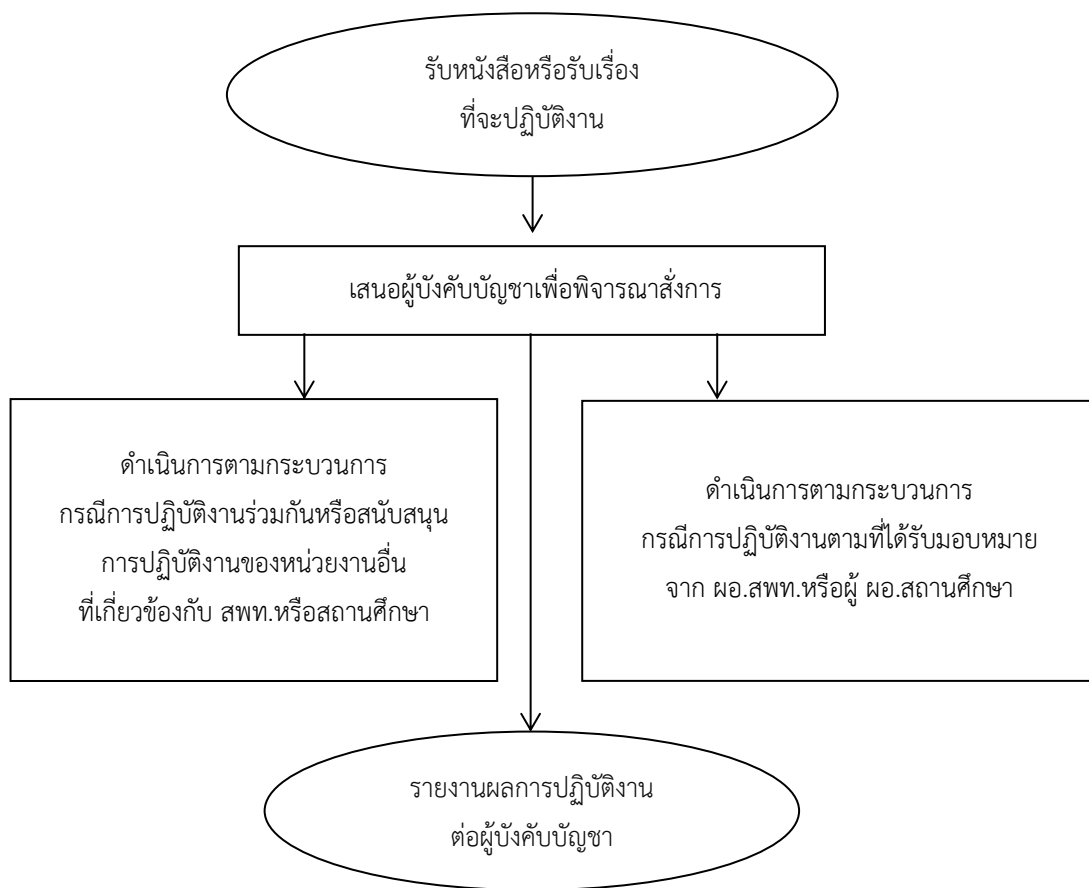 รับหนังสือหรือรับเรื่อง
ที่จะปฏิบัติงาน
เสนอผู้บังคับบัญชาเพื่อพิจารณาสั่งการ
ดำเนินการตามกระบวนการ
กรณีการปฏิบัติงานร่วมกันหรือสนับสนุน
การปฏิบัติงานของหน่วยงานอื่น
ที่เกี่ยวข้องกับ สพท.หรือสถานศึกษา
ดำเนินการตามกระบวนการ
กรณีการปฏิบัติงานตามที่ได้รับมอบหมาย
จาก ผอ.สพท.หรือผู้ ผอ.สถานศึกษา
รายงานผลการปฏิบัติงาน
ต่อผู้บังคับบัญชา